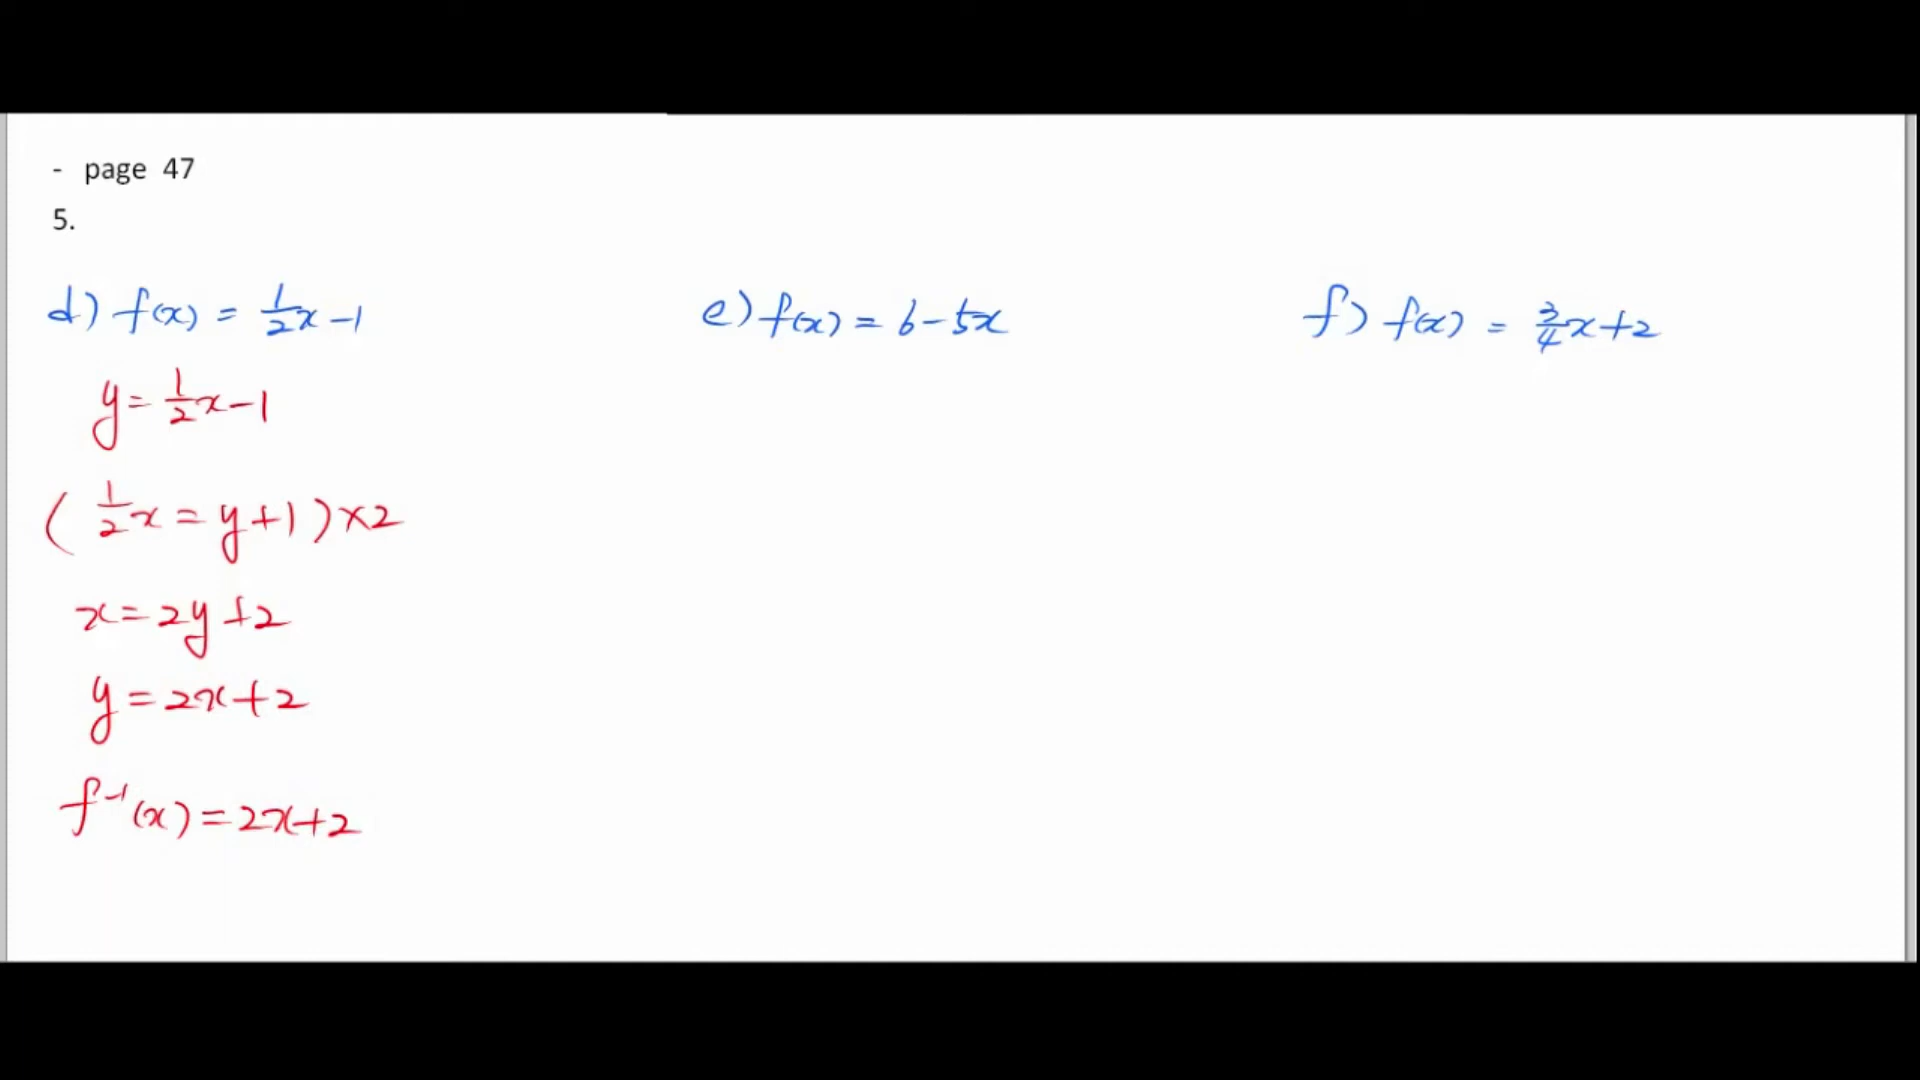 - page 47
5.
d) f(x) = 1/2x - 1
y = 1/2x - 1
( 1/2x = y + 1 ) × 2
x = 2y + 2
y = 2x + 2
f⁻¹(x) = 2x + 2
e) f(x) = 6 - 5x
f) f(x) = 3/4x + 2